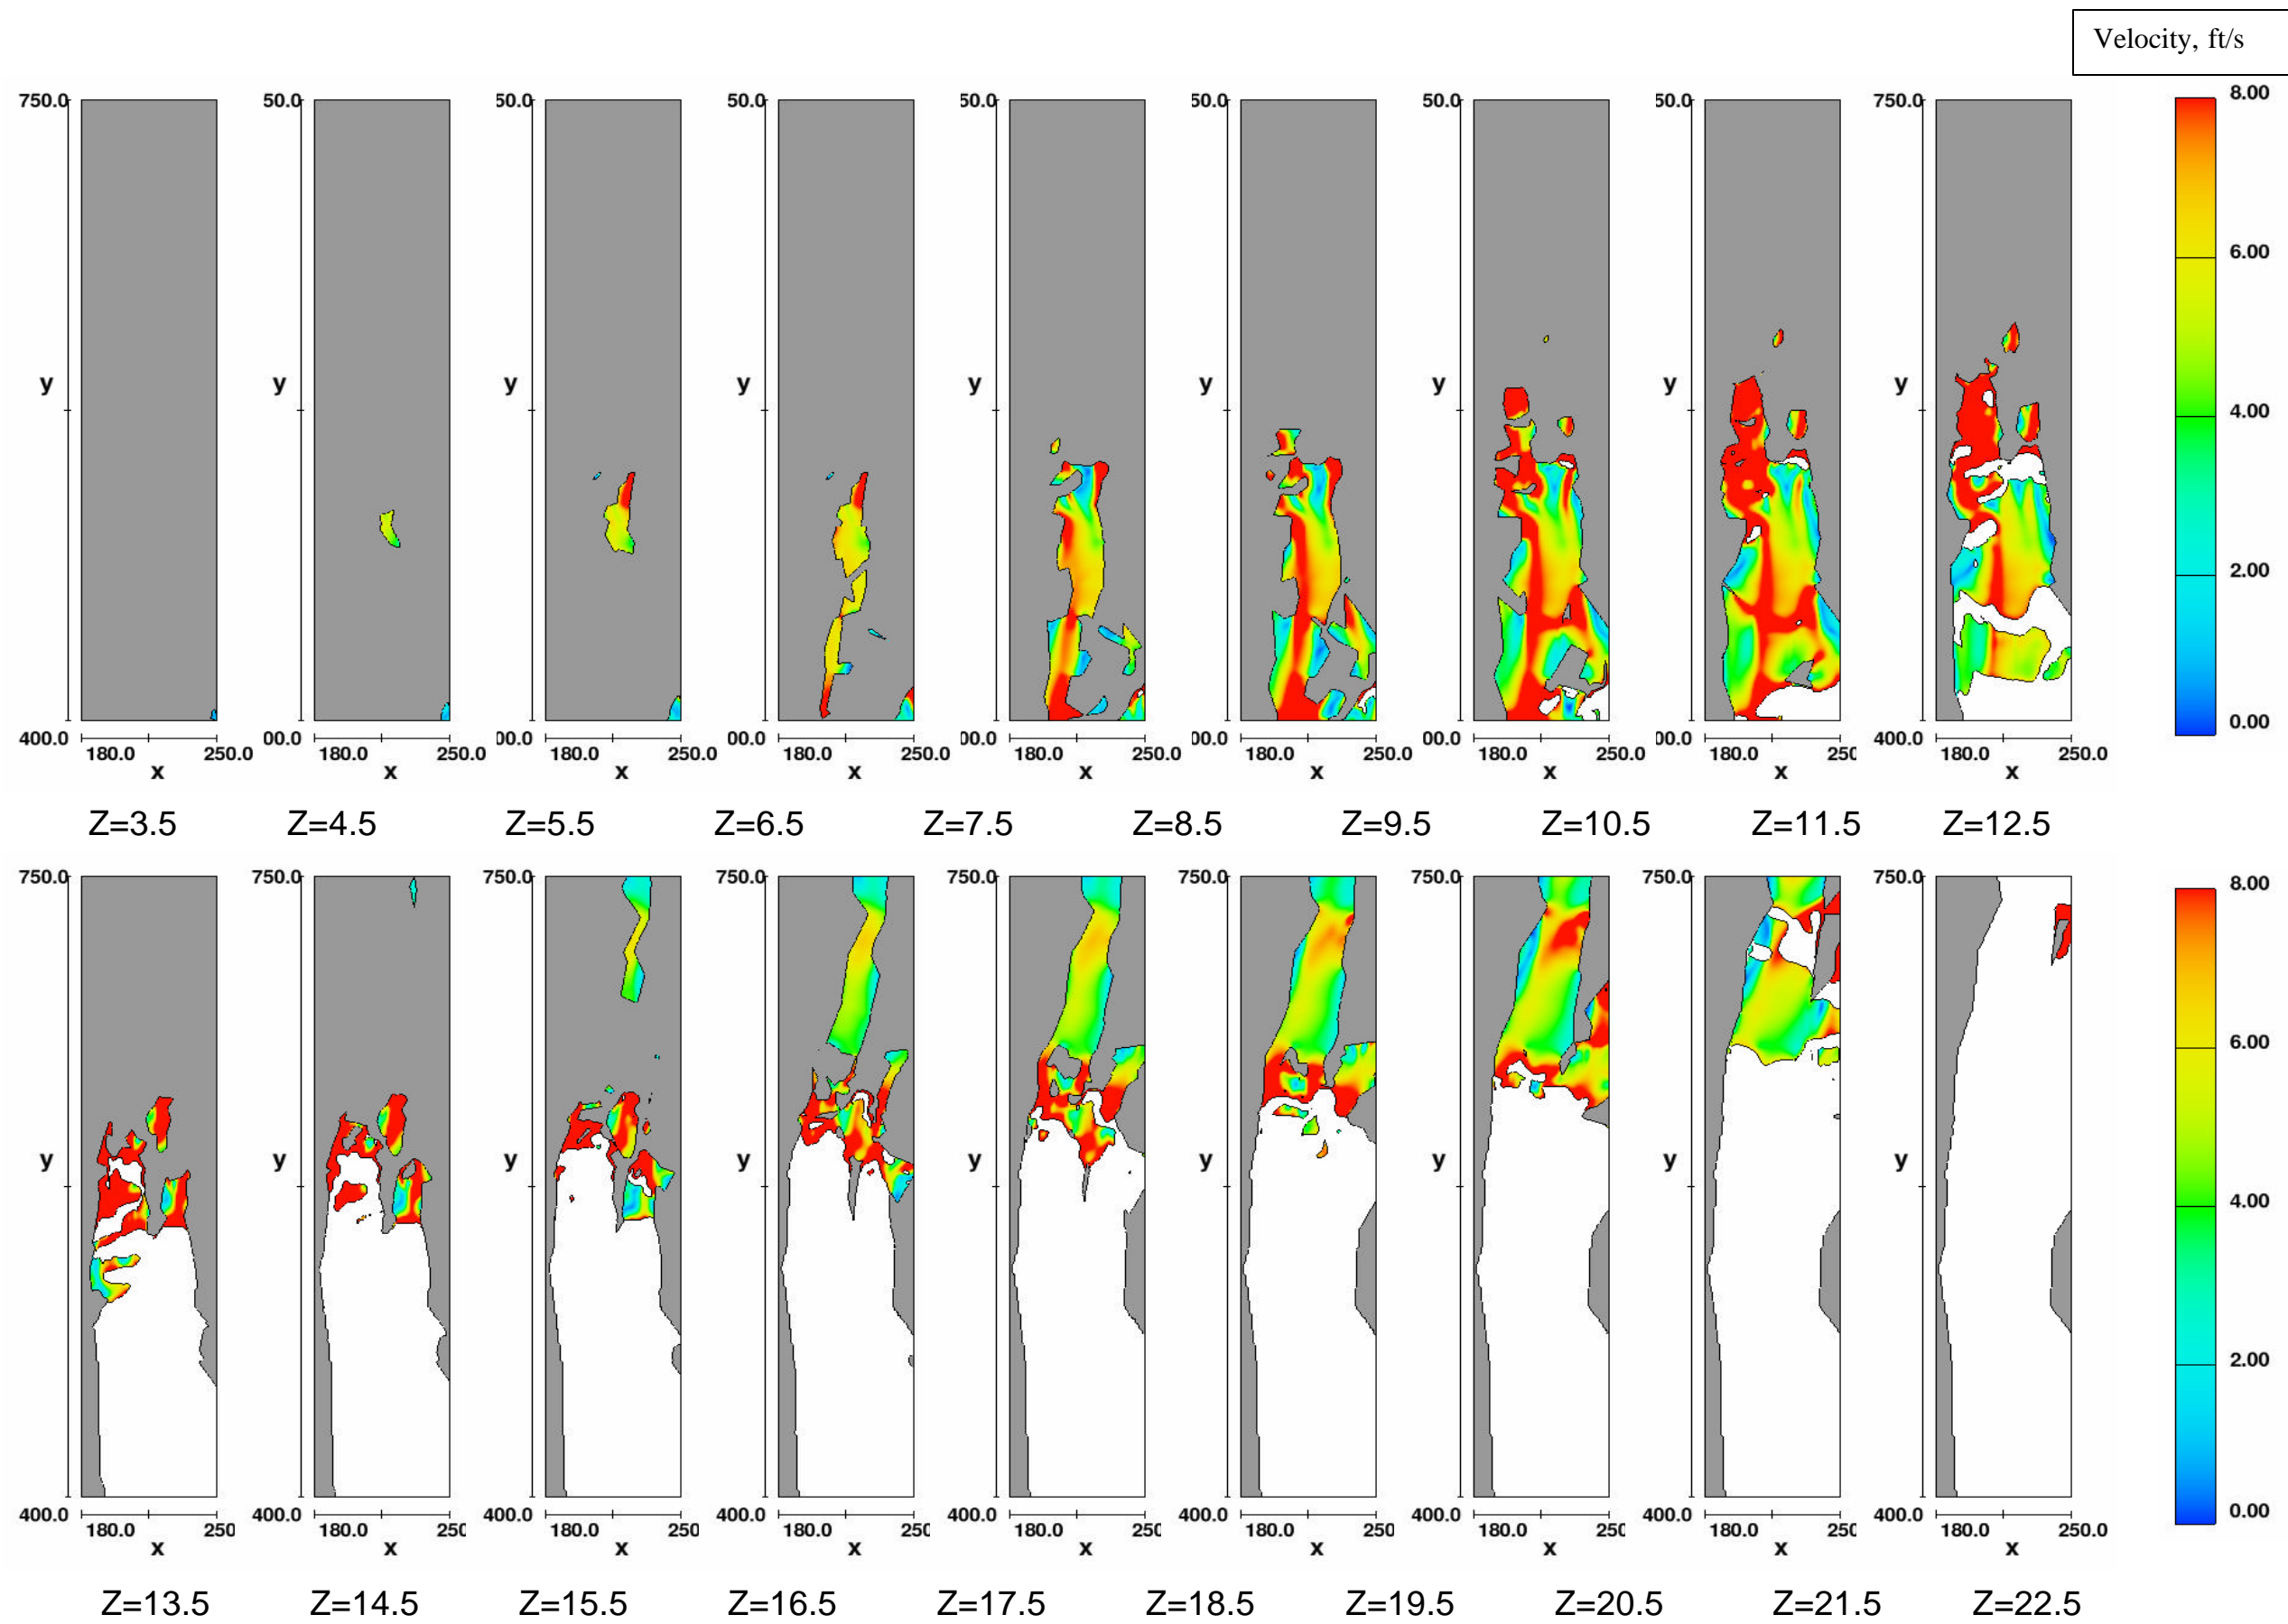 Velocity, ft/s
750.0 50.0 50.0 50.0 50.0 50.0 50.0 50.0 750.0 8.00
6.00
y y y y y y y y y 4.00
2.00
0.00
400.0 00.0 00.0 00.0 00.0 00.0 00.0 00.0 400.0
180.0 250.0 180.0 250.0 180.0 250.0 180.0 250.0 180.0 250.0 180.0 250.0 180.0 250.0 180.0 250 180.0 250.0
x x x x x x x x x
Z=3.5 Z=4.5 Z=5.5 Z=6.5 Z=7.5 Z=8.5 Z=9.5 Z=10.5 Z=11.5 Z=12.5
750.0 750.0 750.0 750.0 750.0 750.0 750.0 750.0 750.0 8.00
6.00
y y y y y y y y y
4.00
2.00
0.00
400.0 400.0 400.0 400.0 400.0 400.0 400.0 400.0 400.0
180.0 250 180.0 250 180.0 250 180.0 250 180.0 250 180.0 250 180.0 250 180.0 250 180.0 250.0
x x x x x x x x x
Z=13.5 Z=14.5 Z=15.5 Z=16.5 Z=17.5 Z=18.5 Z=19.5 Z=20.5 Z=21.5 Z=22.5